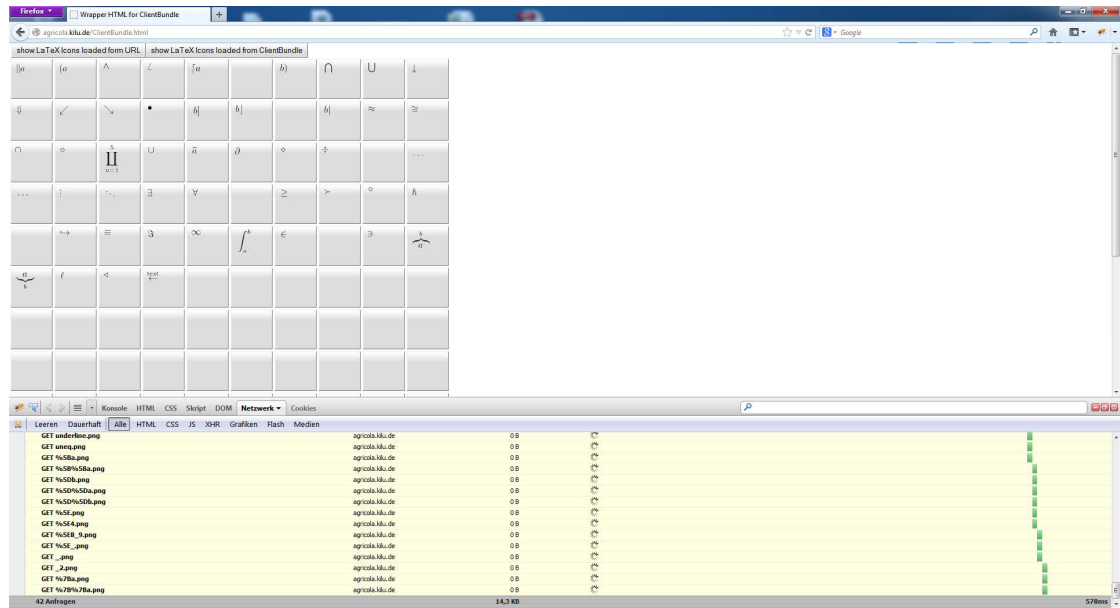 Firefox
Wrapper HTML for ClientBundle
agricola.kilu.de/ClientBundle.html
Google
show LaTeX Icons loaded form URL show LaTeX Icons loaded from ClientBundle
||a (a ∧ ∠ ⌈a b) ⋂ ⋃ ↓
⇓ ↙ ↘ • b⌋ b| ≈ ≅
∩ ∘ ∐ 5 n=1 ∪ â ∂ ⋄ ÷ ...
... ⋮ ⋱ ∃ ∀ ≥ ≻ ° ℏ
↪ ≡ ℑ ∞ ∫ b a ∈ ∋ b a
a b ℓ ⊲ text ←
Konsole HTML CSS Skript DOM Netzwerk Cookies
Leeren Dauerhaft Alle HTML CSS JS XHR Grafiken Flash Medien
GET underline.png agricola.kilu.de 0 B
GET uneq.png agricola.kilu.de 0 B
GET %5Ba.png agricola.kilu.de 0 B
GET %5B%5Ba.png agricola.kilu.de 0 B
GET %5Db.png agricola.kilu.de 0 B
GET %5D%5Da.png agricola.kilu.de 0 B
GET %5D%5Db.png agricola.kilu.de 0 B
GET %5E.png agricola.kilu.de 0 B
GET %5E4.png agricola.kilu.de 0 B
GET %5E8_9.png agricola.kilu.de 0 B
GET %5E_.png agricola.kilu.de 0 B
GET _.png agricola.kilu.de 0 B
GET _2.png agricola.kilu.de 0 B
GET %7Ba.png agricola.kilu.de 0 B
GET %7B%7Ba.png agricola.kilu.de 0 B
42 Anfragen 14,3 KB 578ms